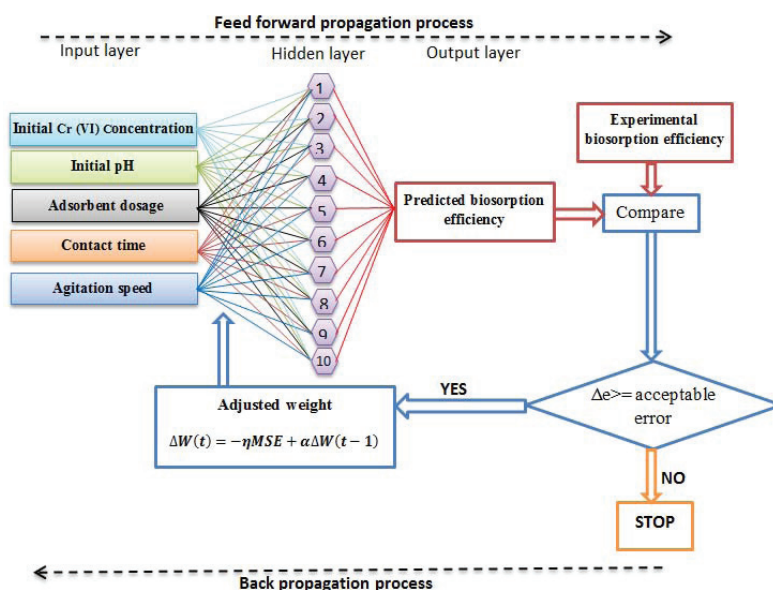 Feed forward propagation process
Input layer
Hidden layer
Output layer
Initial Cr (VI) Concentration
Initial pH
Adsorbent dosage
Contact time
Agitation speed
1
2
3
4
5
6
7
8
9
10
Predicted biosorption
efficiency
Experimental
biosorption efficiency
Compare
Δe>= acceptable
error
YES
NO
STOP
Adjusted weight
ΔW(t) = −ηMSE + αΔW(t − 1)
Back propagation process